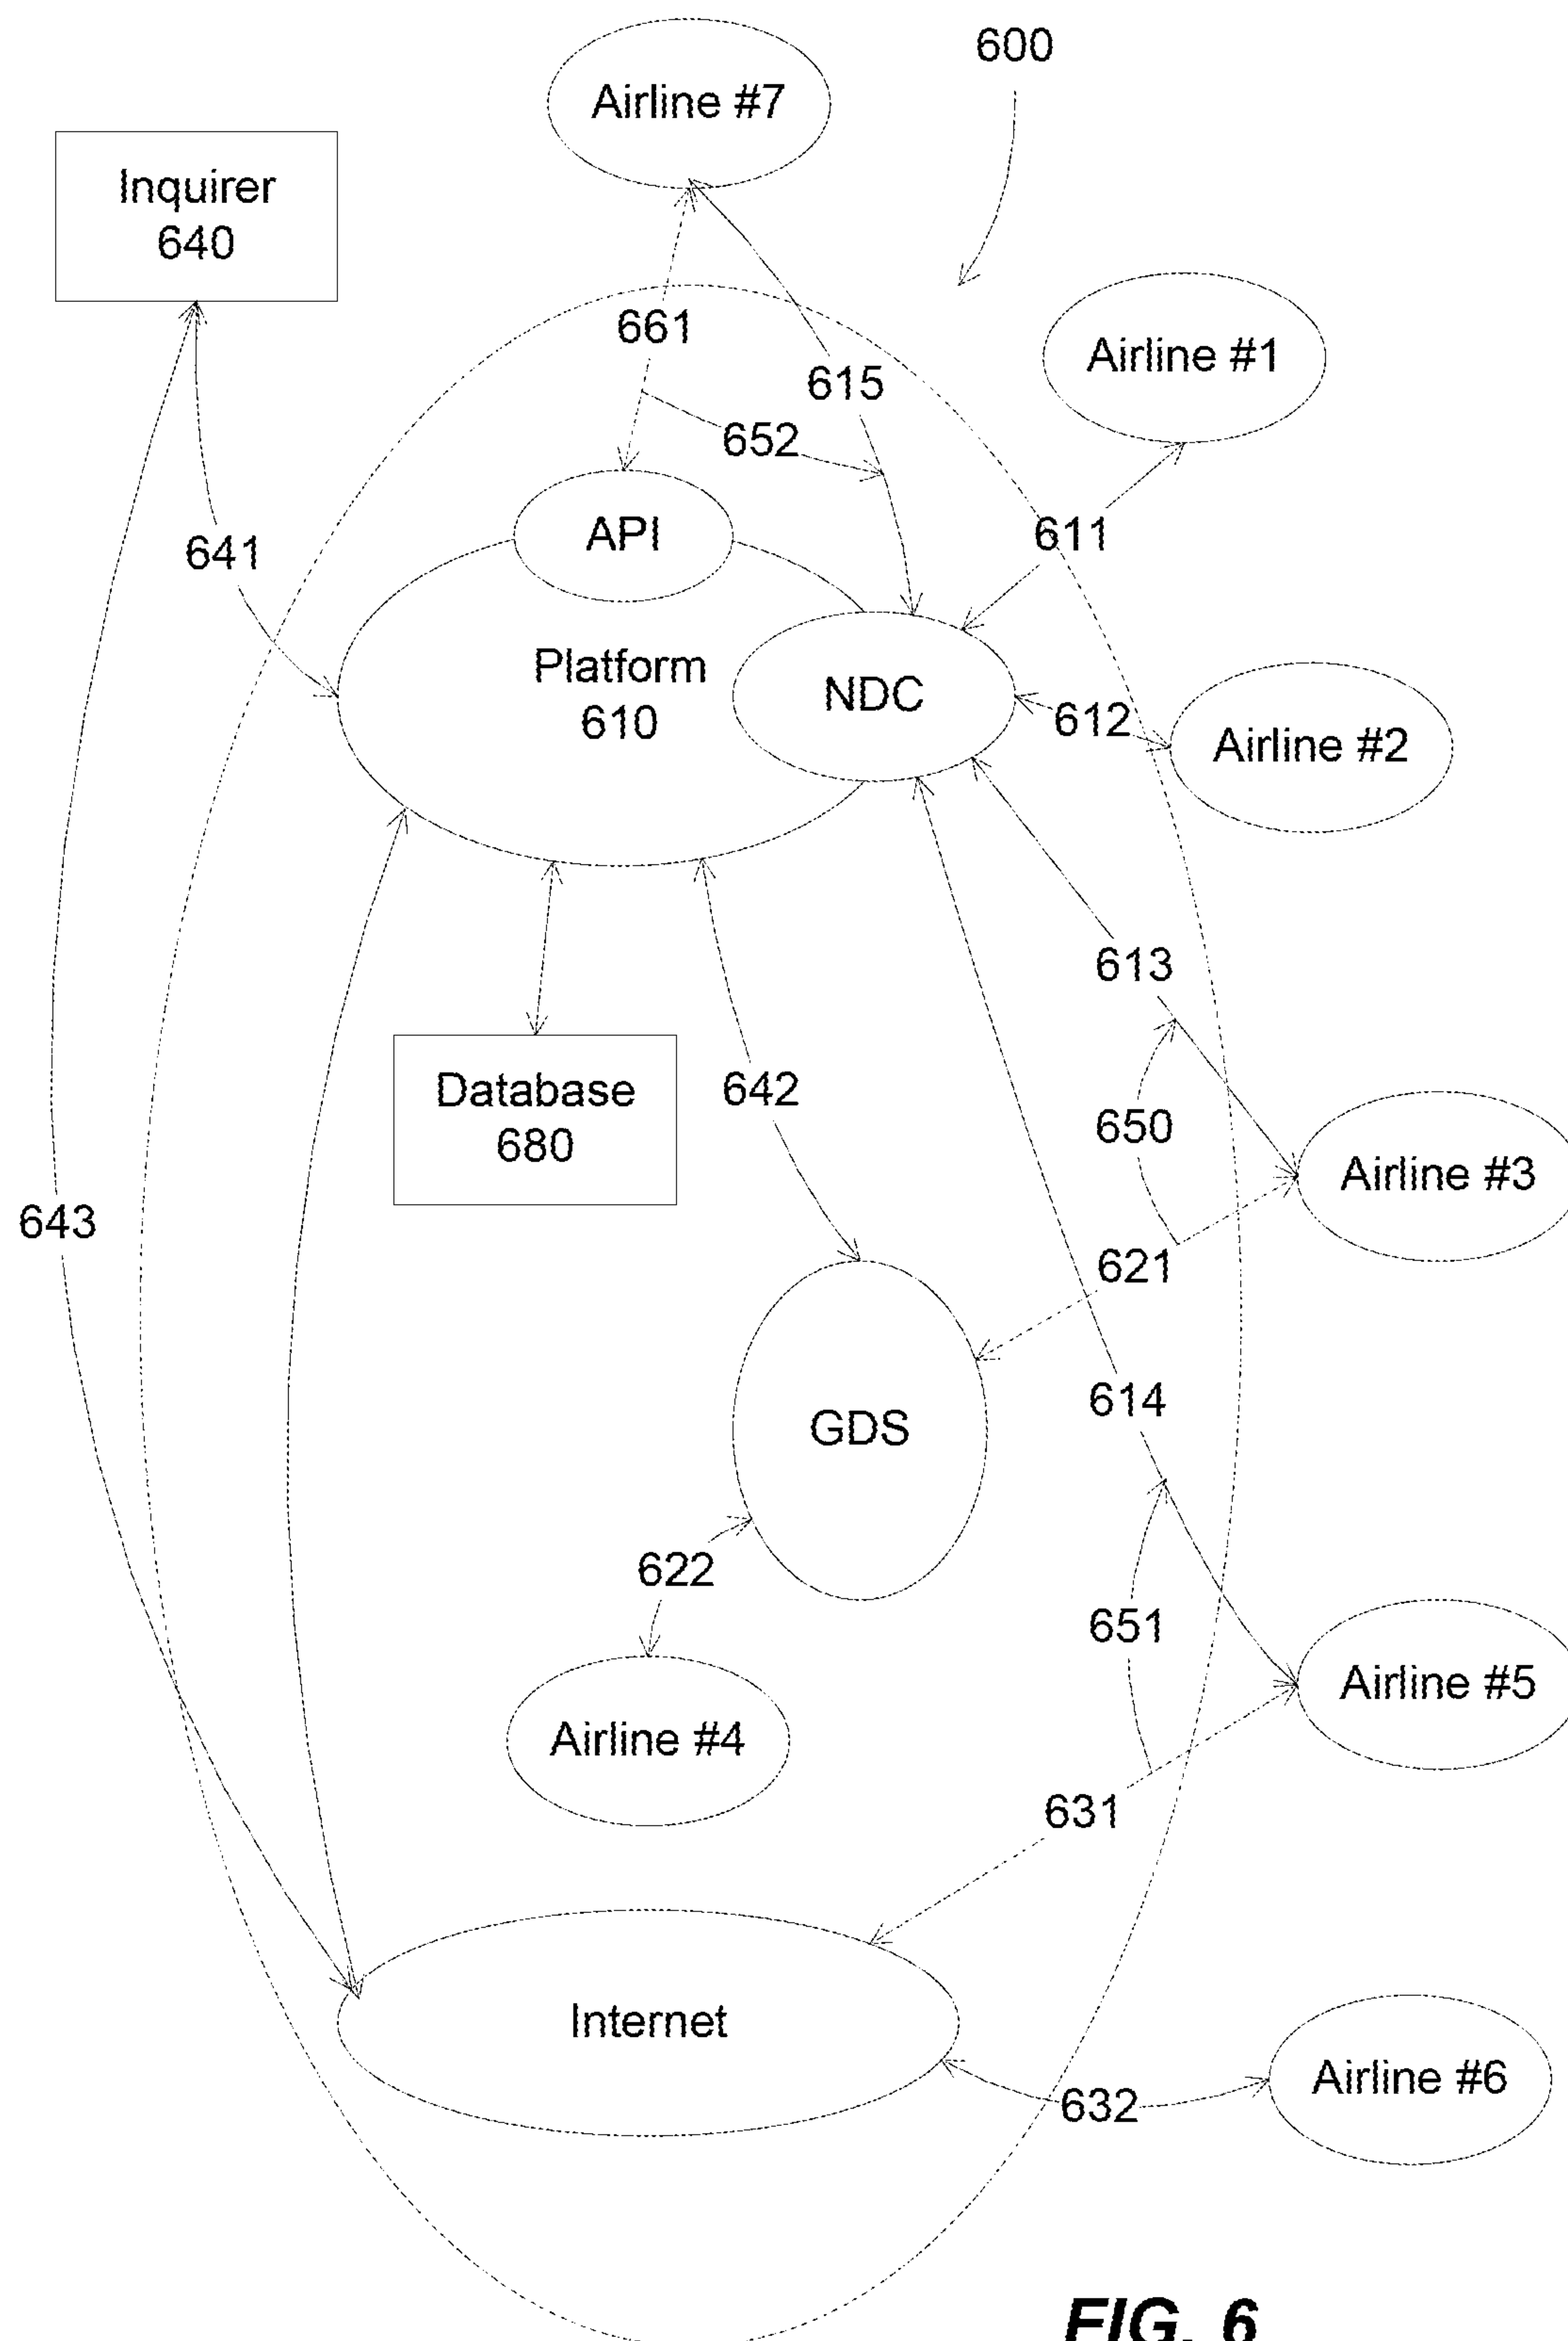 600
Airline #7
Inquirer
640
661
615
Airline #1
652
611
641
API
Platform
610
NDC
612
Airline #2
613
Database
680
642
650
Airline #3
643
621
614
GDS
622
651
Airline #5
Airline #4
631
Internet
Airline #6
632
FIG. 6